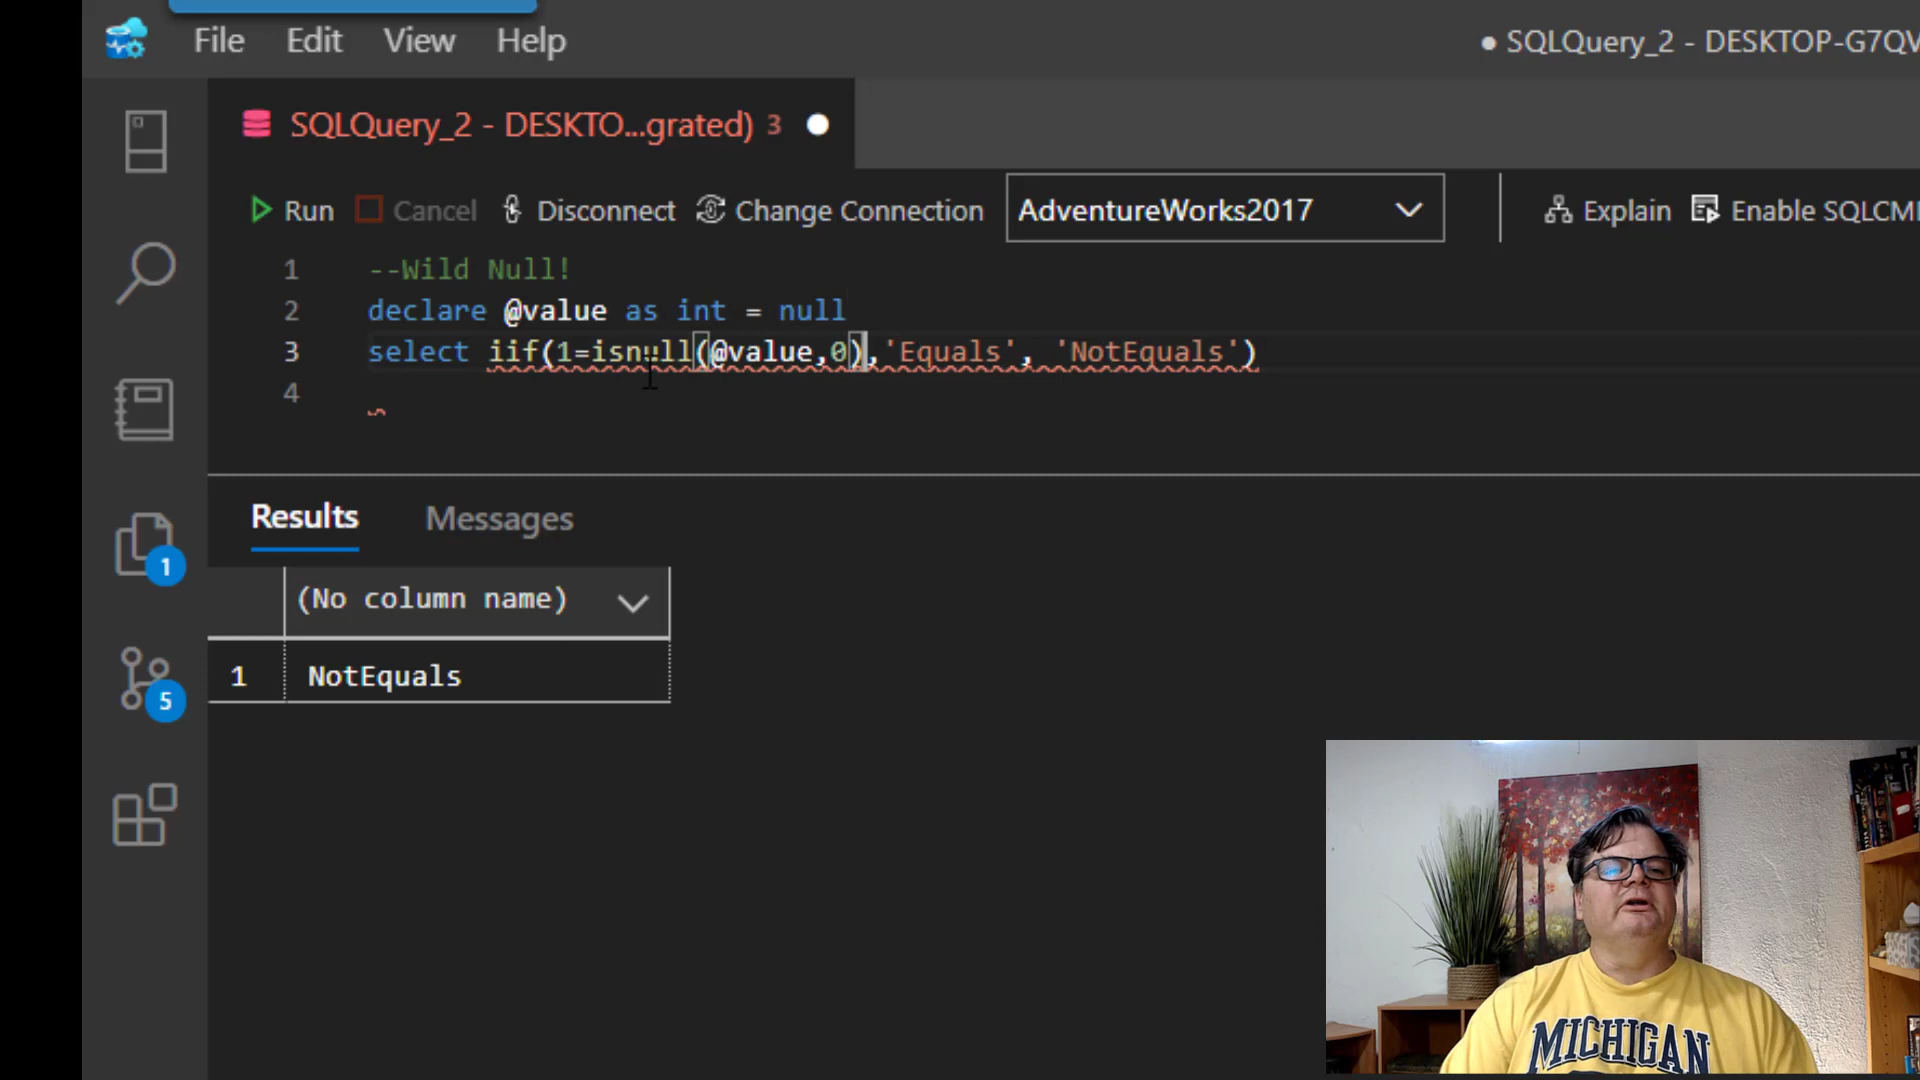 File Edit View Help
● SQLQuery_2 - DESKTOP-G7QV
SQLQuery_2 - DESKTO...grated) 3
Run Cancel Disconnect Change Connection AdventureWorks2017 Explain Enable SQLCM
1 --Wild Null!
2 declare @value as int = null
3 select iif(1=isnull(@value,0),'Equals', 'NotEquals')
4
Results Messages
(No column name)
1 NotEquals
1
5
MICHIGAN